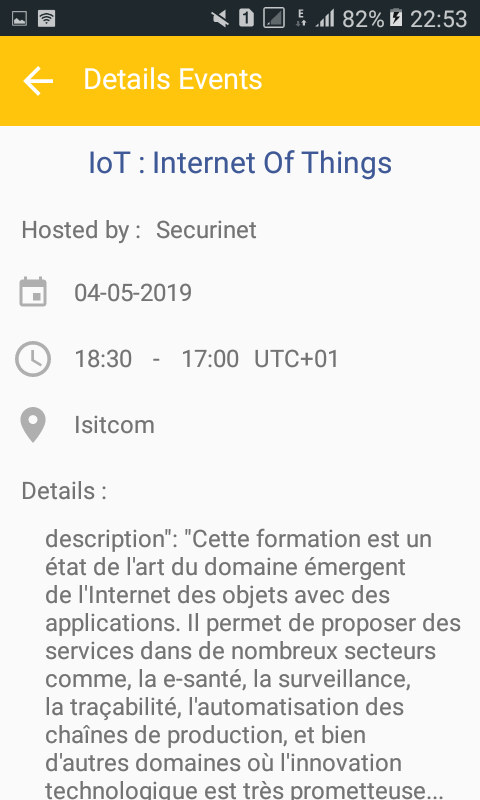 E 82% 22:53
Details Events
IoT : Internet Of Things
Hosted by : Securinet
04-05-2019
18:30 - 17:00 UTC+01
Isitcom
Details :
description": "Cette formation est un
état de l'art du domaine émergent
de l'Internet des objets avec des
applications. Il permet de proposer des
services dans de nombreux secteurs
comme, la e-santé, la surveillance,
la traçabilité, l'automatisation des
chaînes de production, et bien
d'autres domaines où l'innovation
technologique est très prometteuse...